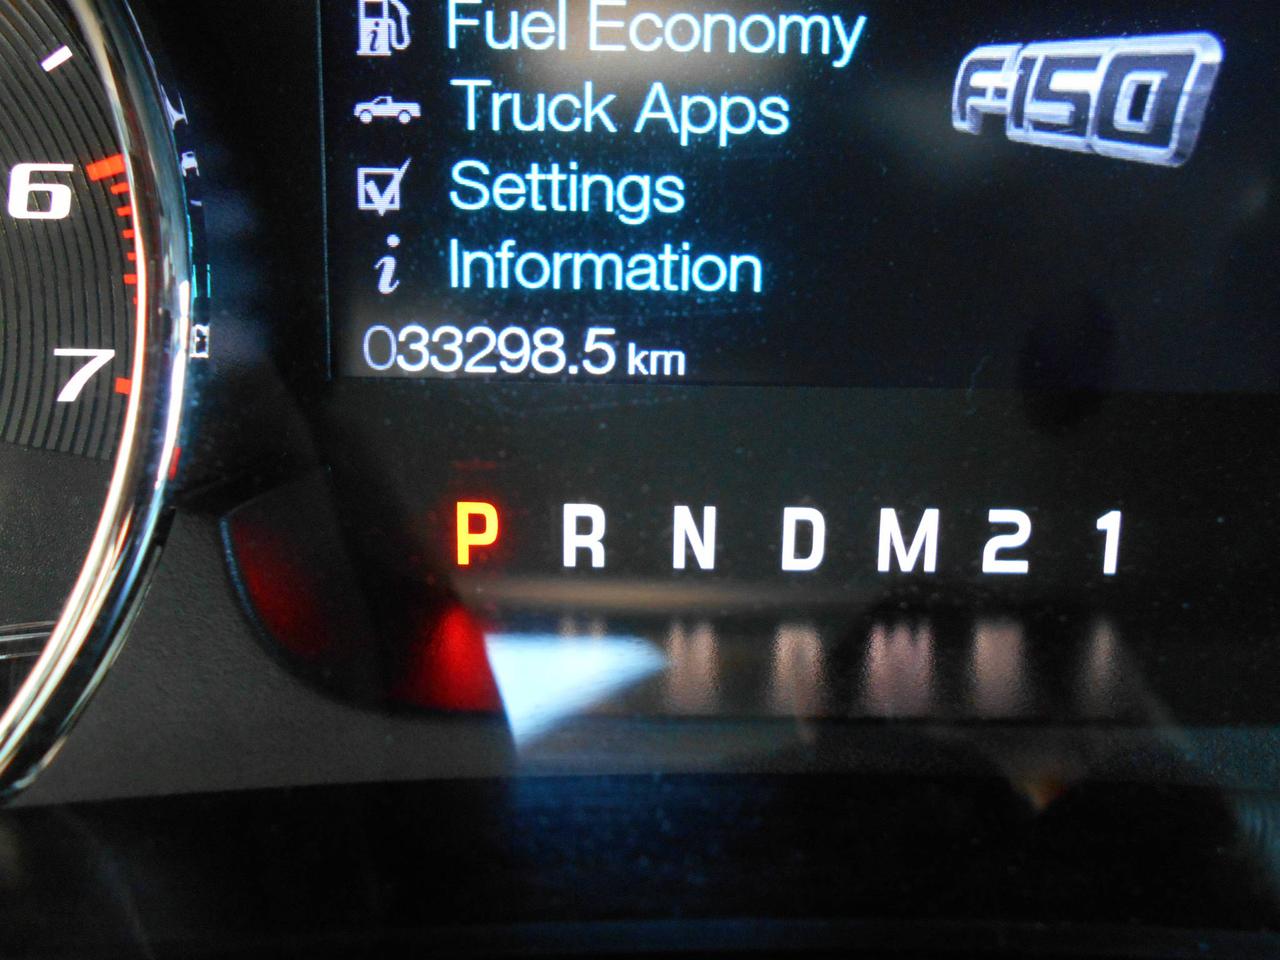 Fuel Economy
F-150
Truck Apps
Settings
Information
033298.5 km
6
7
P R N D M 2 1